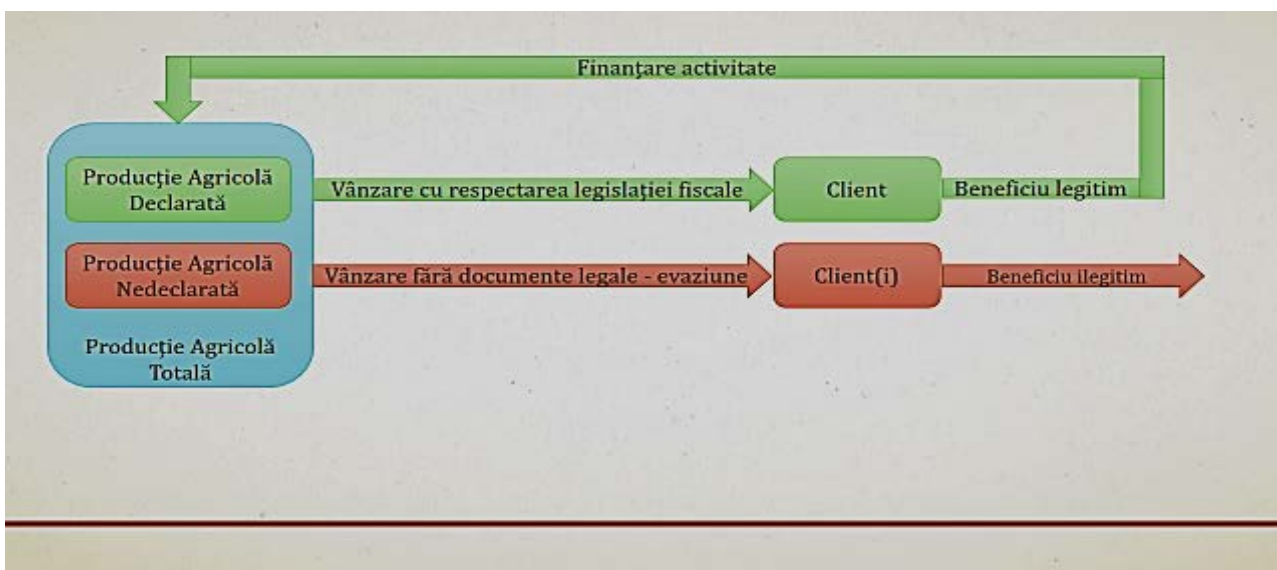 Finanțare activitate
Producție Agricolă
Declarată
Vânzare cu respectarea legislației fiscale
Client
Beneficiu legitim
Producție Agricolă
Nedeclarată
Vânzare fără documente legale - evaziune
Client(i)
Beneficiu ilegitim
Producție Agricolă
Totală